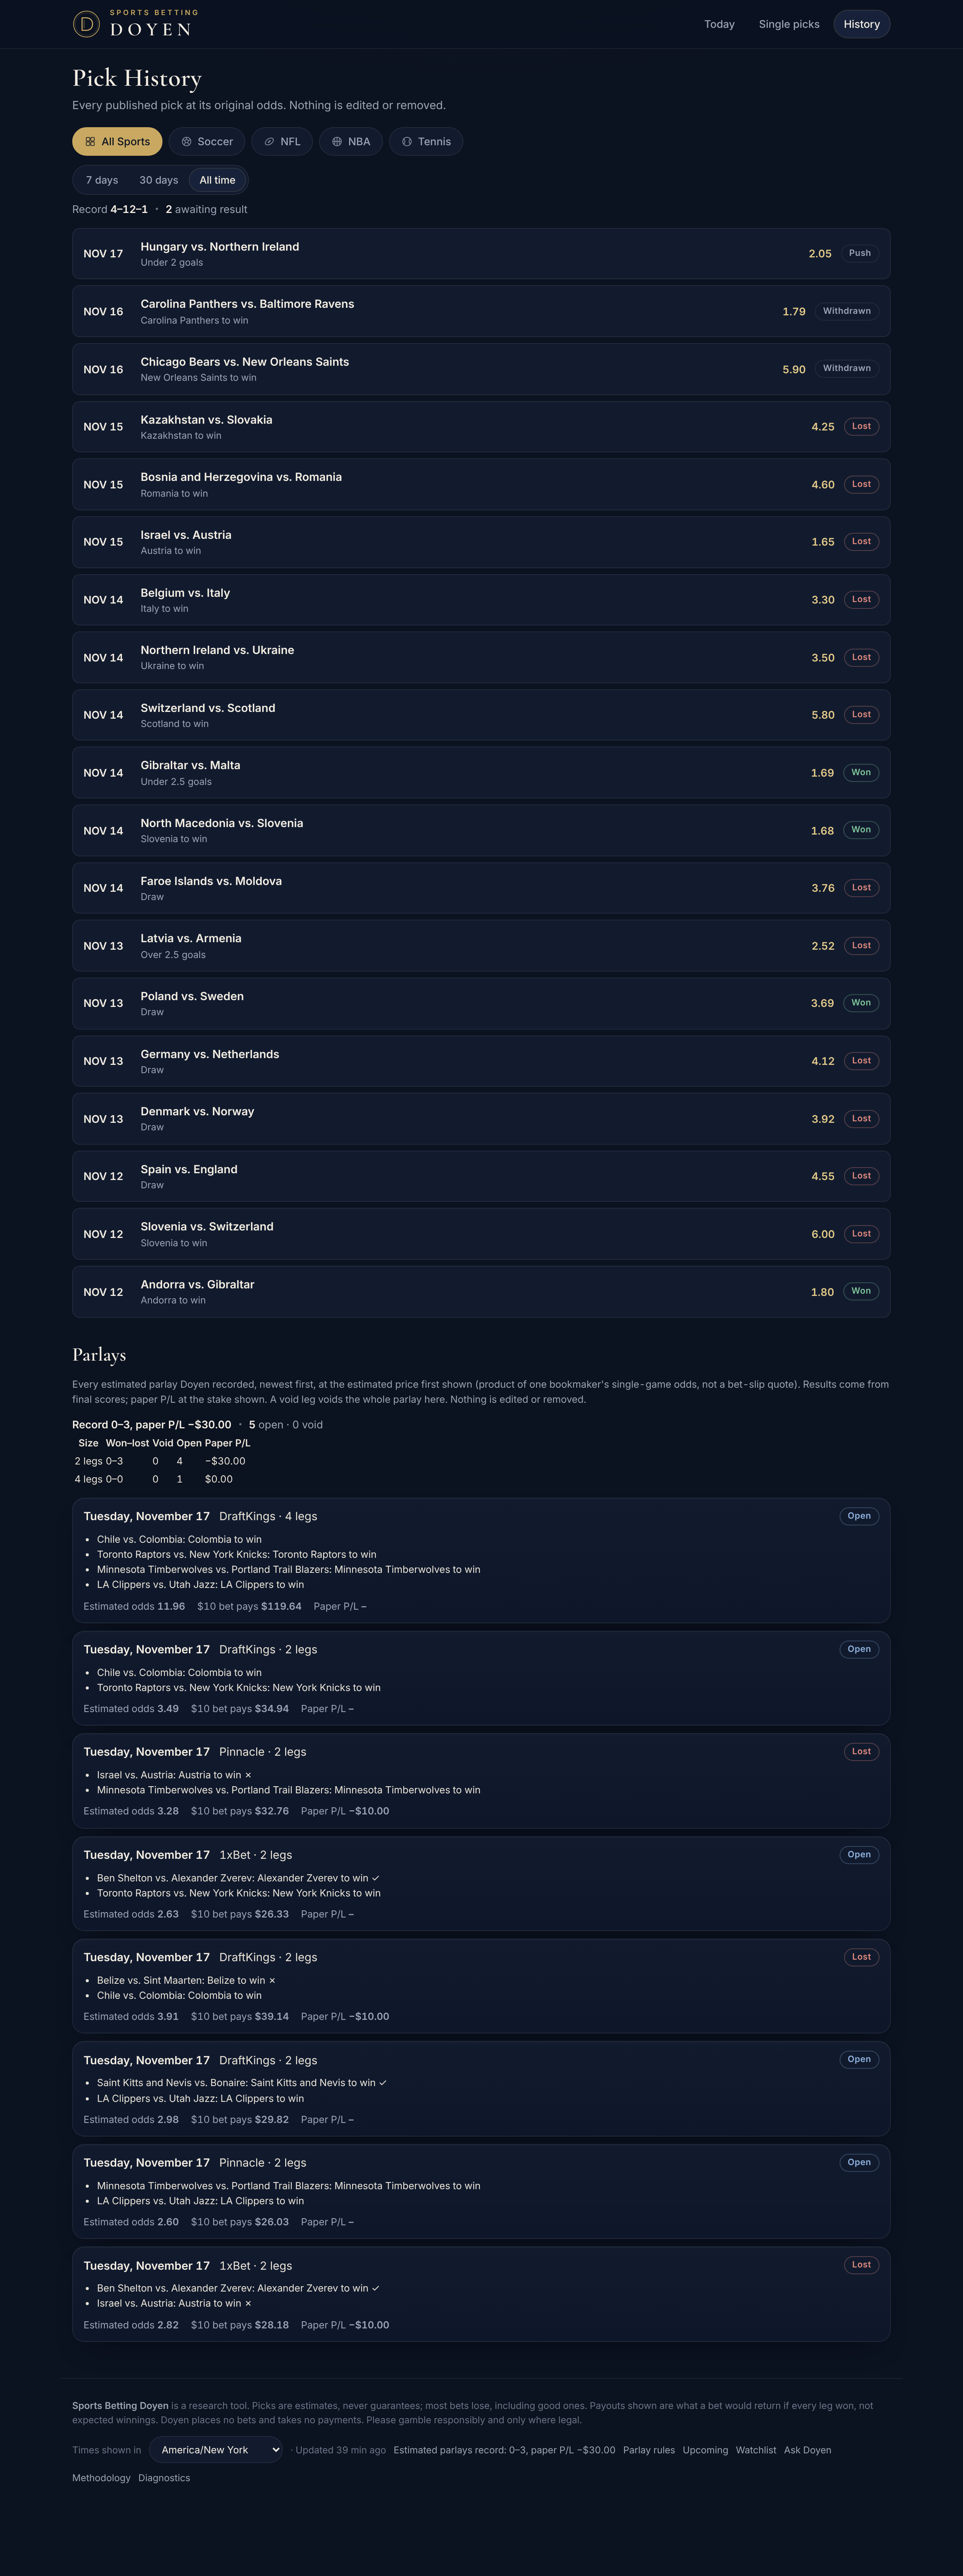 SPORTS BETTING
DOYEN
Today Single picks History
Pick History
Every published pick at its original odds. Nothing is edited or removed.
All Sports Soccer NFL NBA Tennis
7 days 30 days All time
Record 4–12–1 • 2 awaiting result
NOV 17 Hungary vs. Northern Ireland 2.05 Push
Under 2 goals
NOV 16 Carolina Panthers vs. Baltimore Ravens 1.79 Withdrawn
Carolina Panthers to win
NOV 16 Chicago Bears vs. New Orleans Saints 5.90 Withdrawn
New Orleans Saints to win
NOV 15 Kazakhstan vs. Slovakia 4.25 Lost
Kazakhstan to win
NOV 15 Bosnia and Herzegovina vs. Romania 4.60 Lost
Romania to win
NOV 15 Israel vs. Austria 1.65 Lost
Austria to win
NOV 14 Belgium vs. Italy 3.30 Lost
Italy to win
NOV 14 Northern Ireland vs. Ukraine 3.50 Lost
Ukraine to win
NOV 14 Switzerland vs. Scotland 5.80 Lost
Scotland to win
NOV 14 Gibraltar vs. Malta 1.69 Won
Under 2.5 goals
NOV 14 North Macedonia vs. Slovenia 1.68 Won
Slovenia to win
NOV 14 Faroe Islands vs. Moldova 3.76 Lost
Draw
NOV 13 Latvia vs. Armenia 2.52 Lost
Over 2.5 goals
NOV 13 Poland vs. Sweden 3.69 Won
Draw
NOV 13 Germany vs. Netherlands 4.12 Lost
Draw
NOV 13 Denmark vs. Norway 3.92 Lost
Draw
NOV 12 Spain vs. England 4.55 Lost
Draw
NOV 12 Slovenia vs. Switzerland 6.00 Lost
Slovenia to win
NOV 12 Andorra vs. Gibraltar 1.80 Won
Andorra to win
Parlays
Every estimated parlay Doyen recorded, newest first, at the estimated price first shown (product of one bookmaker's single-game odds, not a bet-slip quote). Results come from
final scores; paper P/L at the stake shown. A void leg voids the whole parlay here. Nothing is edited or removed.
Record 0–3, paper P/L −$30.00 • 5 open · 0 void
Size Won–lost Void Open Paper P/L
2 legs 0–3 0 4 −$30.00
4 legs 0–0 0 1 $0.00
Tuesday, November 17 DraftKings · 4 legs Open
• Chile vs. Colombia: Colombia to win
• Toronto Raptors vs. New York Knicks: Toronto Raptors to win
• Minnesota Timberwolves vs. Portland Trail Blazers: Minnesota Timberwolves to win
• LA Clippers vs. Utah Jazz: LA Clippers to win
Estimated odds 11.96 $10 bet pays $119.64 Paper P/L –
Tuesday, November 17 DraftKings · 2 legs Open
• Chile vs. Colombia: Colombia to win
• Toronto Raptors vs. New York Knicks: New York Knicks to win
Estimated odds 3.49 $10 bet pays $34.94 Paper P/L –
Tuesday, November 17 Pinnacle · 2 legs Lost
• Israel vs. Austria: Austria to win ×
• Minnesota Timberwolves vs. Portland Trail Blazers: Minnesota Timberwolves to win
Estimated odds 3.28 $10 bet pays $32.76 Paper P/L −$10.00
Tuesday, November 17 1xBet · 2 legs Open
• Ben Shelton vs. Alexander Zverev: Alexander Zverev to win ✓
• Toronto Raptors vs. New York Knicks: New York Knicks to win
Estimated odds 2.63 $10 bet pays $26.33 Paper P/L –
Tuesday, November 17 DraftKings · 2 legs Lost
• Belize vs. Sint Maarten: Belize to win ×
• Chile vs. Colombia: Colombia to win
Estimated odds 3.91 $10 bet pays $39.14 Paper P/L −$10.00
Tuesday, November 17 DraftKings · 2 legs Open
• Saint Kitts and Nevis vs. Bonaire: Saint Kitts and Nevis to win ✓
• LA Clippers vs. Utah Jazz: LA Clippers to win
Estimated odds 2.98 $10 bet pays $29.82 Paper P/L –
Tuesday, November 17 Pinnacle · 2 legs Open
• Minnesota Timberwolves vs. Portland Trail Blazers: Minnesota Timberwolves to win
• LA Clippers vs. Utah Jazz: LA Clippers to win
Estimated odds 2.60 $10 bet pays $26.03 Paper P/L –
Tuesday, November 17 1xBet · 2 legs Lost
• Ben Shelton vs. Alexander Zverev: Alexander Zverev to win ✓
• Israel vs. Austria: Austria to win ×
Estimated odds 2.82 $10 bet pays $28.18 Paper P/L −$10.00
Sports Betting Doyen is a research tool. Picks are estimates, never guarantees; most bets lose, including good ones. Payouts shown are what a bet would return if every leg won, not
expected winnings. Doyen places no bets and takes no payments. Please gamble responsibly and only where legal.
Times shown in America/New York · Updated 39 min ago Estimated parlays record: 0–3, paper P/L −$30.00 Parlay rules Upcoming Watchlist Ask Doyen
Methodology Diagnostics